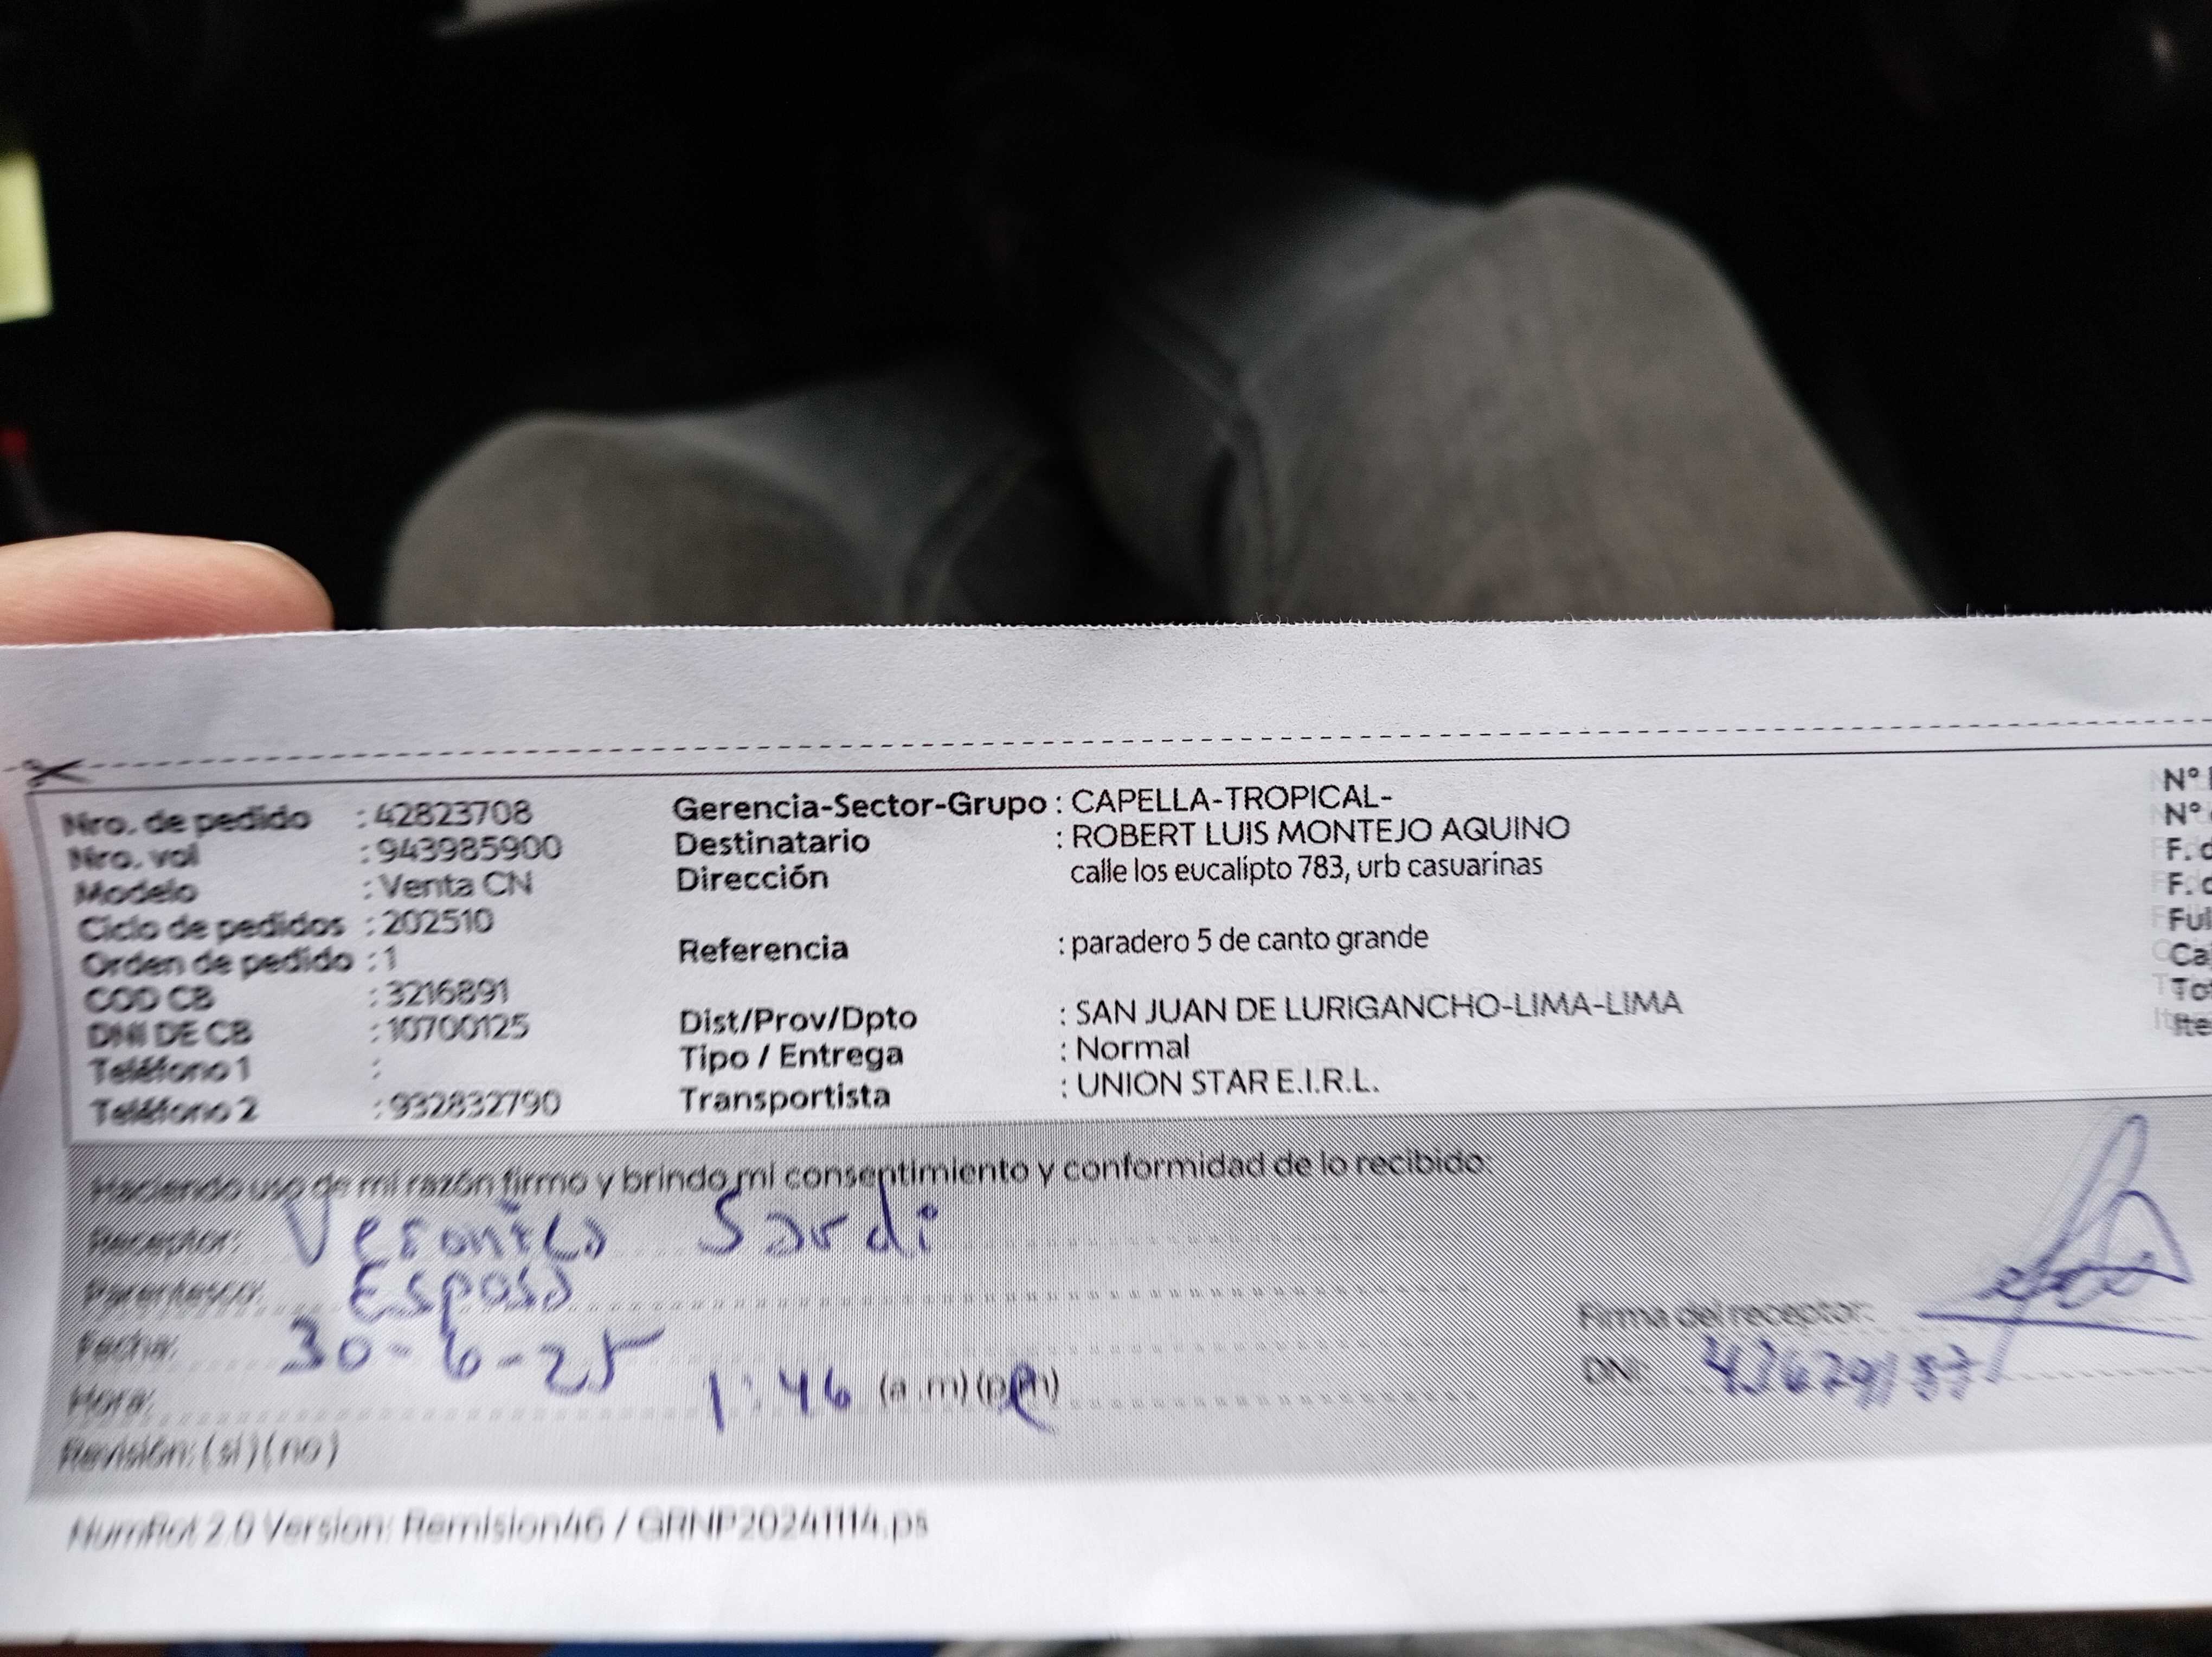 Nro. de pedido : 42823708
Nro. vol : 943985900
Modelo : Venta CN
Ciclo de pedidos : 202510
Orden de pedido : 1
COD CB : 3216891
DNI DE CB : 10700125
Teléfono 1 :
Teléfono 2 : 932832790
Gerencia-Sector-Grupo : CAPELLA-TROPICAL-
Destinatario : ROBERT LUIS MONTEJO AQUINO
Dirección calle los eucalipto 783, urb casuarinas
Referencia : paradero 5 de canto grande
Dist/Prov/Dpto : SAN JUAN DE LURIGANCHO-LIMA-LIMA
Tipo / Entrega : Normal
Transportista : UNION STAR E.I.R.L.
N°
N°
F. d
F. d
Ful
Ca
Tot
Ite
Haciendo uso de mi razón firmo y brindo mi consentimiento y conformidad de lo recibido:
Receptor: Veronica Sardi
Parentesco: Esposa
Fecha: 30-6-25
Hora: 1:46 (a.m) (p.m)
Revisión: (si) (no)
Firma del receptor:
DNI:
NumRot 2.0 Version: Remision46 / GRNP20241114.ps